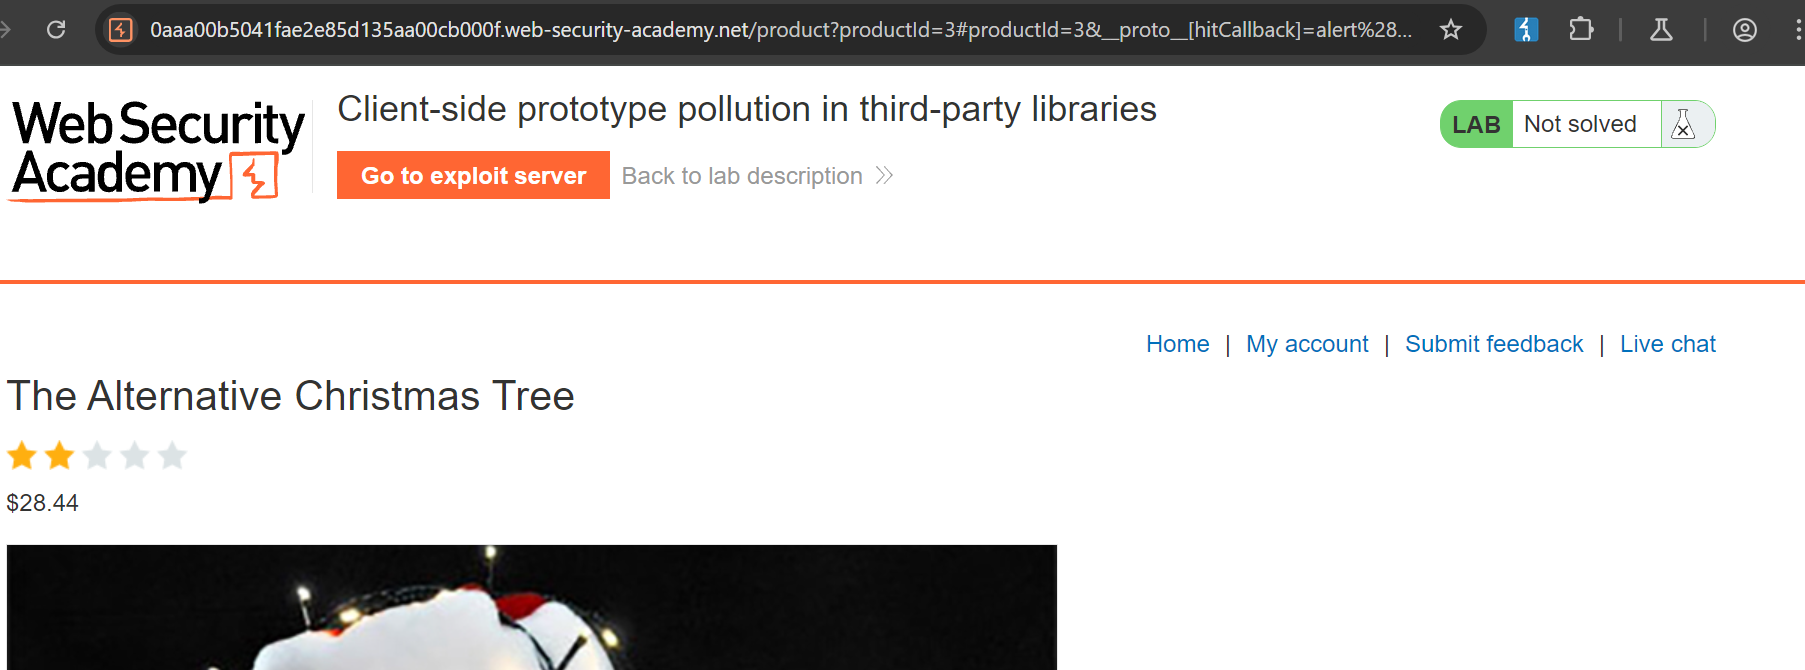 0aaa00b5041fae2e85d135aa00cb000f.web-security-academy.net/product?productId=3#productId=3&__proto__[hitCallback]=alert%28...
Web Security
Academy
Client-side prototype pollution in third-party libraries
Go to exploit server
Back to lab description
LAB
Not solved
Home | My account | Submit feedback | Live chat
The Alternative Christmas Tree
$28.44